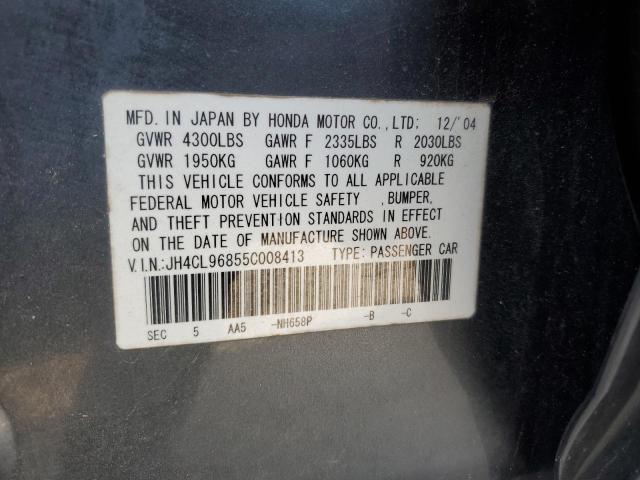 MFD. IN JAPAN BY HONDA MOTOR CO.,LTD; 12/'04
GVWR 4300LBS GAWR F 2335LBS R 2030LBS
GVWR 1950KG GAWR F 1060KG R 920KG
THIS VEHICLE CONFORMS TO ALL APPLICABLE
FEDERAL MOTOR VEHICLE SAFETY ,BUMPER,
AND THEFT PREVENTION STANDARDS IN EFFECT
ON THE DATE OF MANUFACTURE SHOWN ABOVE.
V.I.N.:JH4CL96855C008413 TYPE: PASSENGER CAR
SEC 5 AA5 -NH658P -B -C